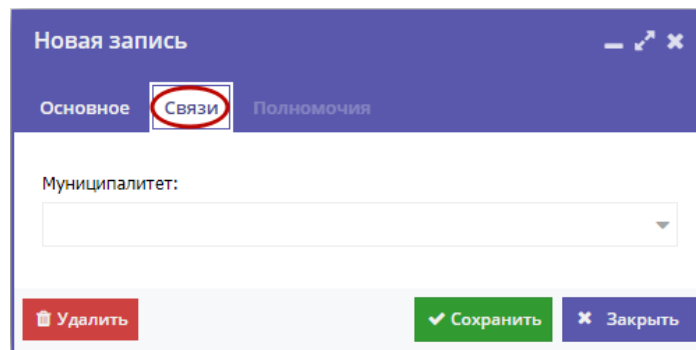 Новая запись
Основное Связи Полномочия
Муниципалитет:
Удалить Сохранить Закрыть